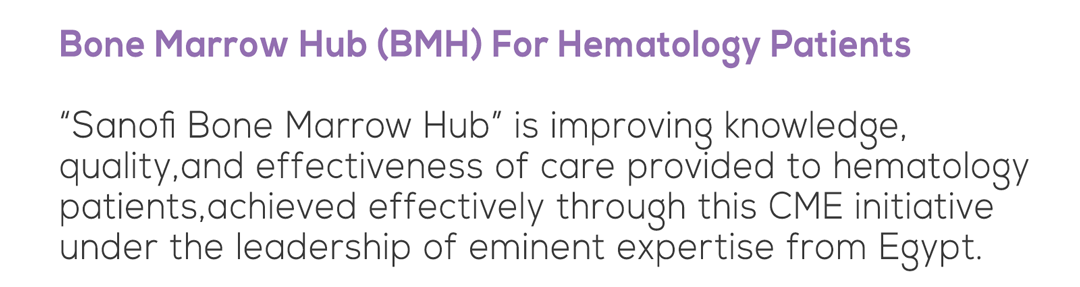 Bone Marrow Hub (BMH) For Hematology Patients
“Sanofi Bone Marrow Hub” is improving knowledge,
quality,and effectiveness of care provided to hematology
patients,achieved effectively through this CME initiative
under the leadership of eminent expertise from Egypt.